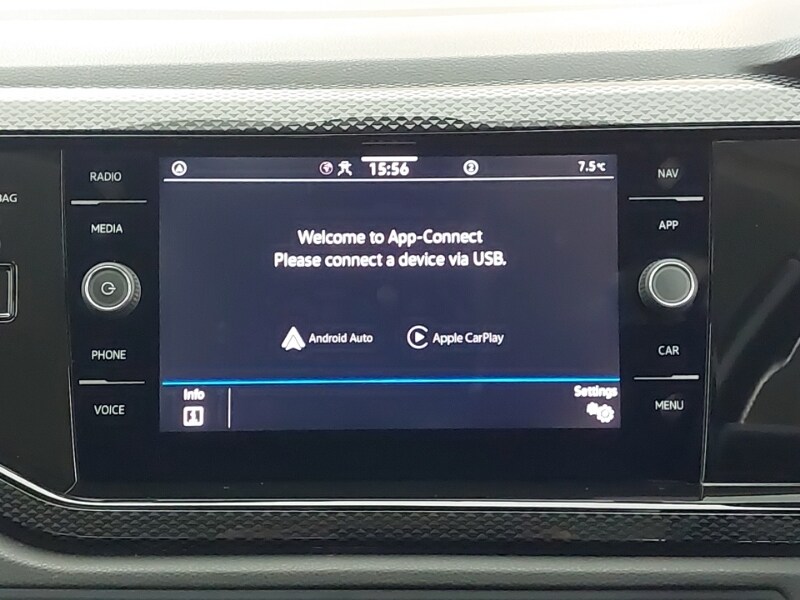 BAG
RADIO
MEDIA
PHONE
VOICE
15:56
2
7.5°C
Welcome to App-Connect
Please connect a device via USB.
Android Auto
Apple CarPlay
Info
Settings
NAV
APP
CAR
MENU